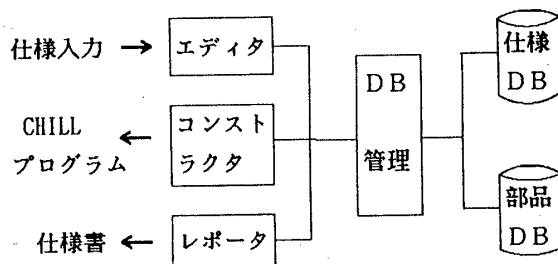 仕様入力
エディタ
CHILL
プログラム
コンスト
ラクタ
仕様書
レポータ
DB
管理
仕様
DB
部品
DB